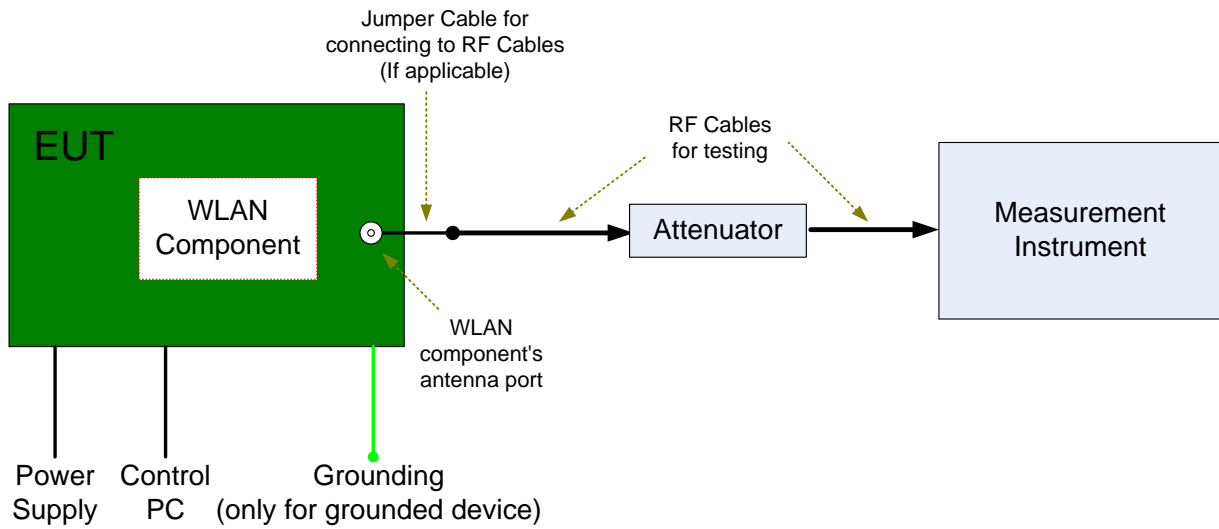 Jumper Cable for
connecting to RF Cables
(If applicable)
EUT
WLAN
Component
RF Cables
for testing
Attenuator
Measurement
Instrument
WLAN
component's
antenna port
Power
Supply
Control
PC
Grounding
(only for grounded device)